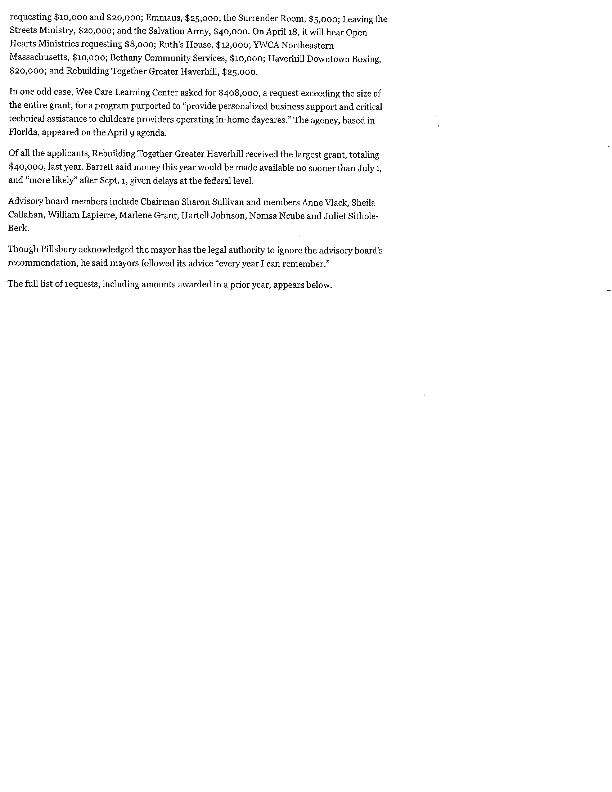 requesting $10,000 and $20,000; Emmaus, $25,000; the Surrender Room, $5,000; Leaving the
Streets Ministry, $20,000; and the Salvation Army, $40,000. On April 18, it will hear Open
Hearts Ministries requesting $8,000; Ruth's House, $12,000; YWCA Northeastern
Massachusetts, $10,000; Bethany Community Services, $10,000; Haverhill Downtown Boxing,
$20,000; and Rebuilding Together Greater Haverhill, $25,000.
In one odd case, Wee Care Learning Center asked for $408,000, a request exceeding the size of
the entire grant, for a program purported to "provide personalized business support and critical
technical assistance to childcare providers operating in-home daycares." The agency, based in
Florida, appeared on the April 9 agenda.
Of all the applicants, Rebuilding Together Greater Haverhill received the largest grant, totaling
$40,000, last year. Barrett said money this year would be made available no sooner than July 1,
and "more likely" after Sept. 1, given delays at the federal level.
Advisory board members include Chairman Sharon Sullivan and members Anne Vlack, Sheila
Callahan, William Lapierre, Marlene Grant, Hartell Johnson, Nomsa Ncube and Juliet Sithole-
Berk.
Though Pillsbury acknowledged the mayor has the legal authority to ignore the advisory board's
recommendation, he said mayors followed its advice "every year I can remember."
The full list of requests, including amounts awarded in a prior year, appears below.